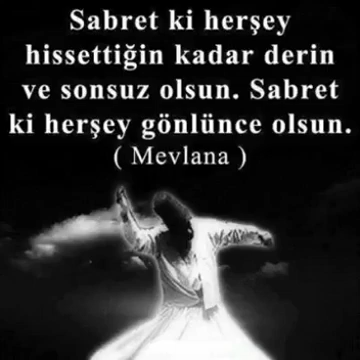 Sabret ki herşey
hissettiğin kadar derin
ve sonsuz olsun. Sabret
ki herşey gönlünce olsun.
( Mevlana )